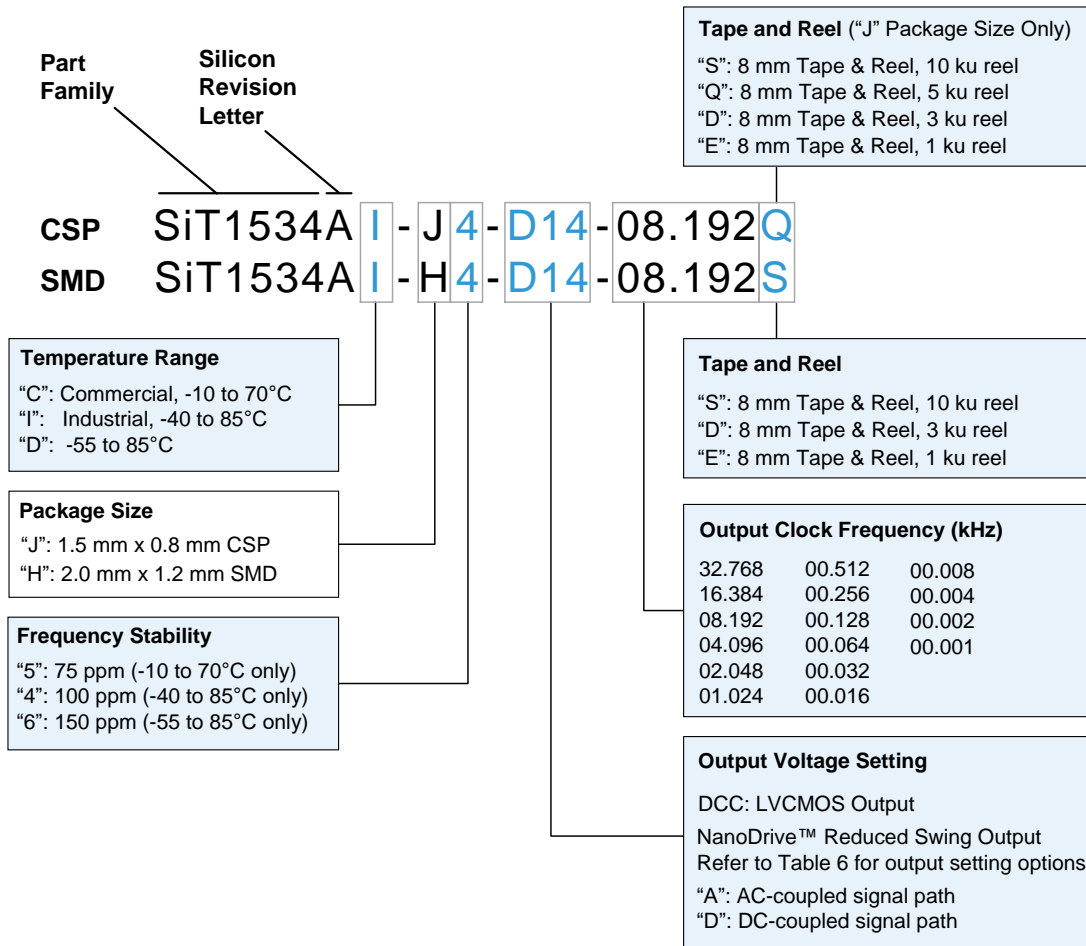 Part
Family
Silicon
Revision
Letter
Tape and Reel (“J” Package Size Only)
“S”: 8 mm Tape & Reel, 10 ku reel
“Q”: 8 mm Tape & Reel, 5 ku reel
“D”: 8 mm Tape & Reel, 3 ku reel
“E”: 8 mm Tape & Reel, 1 ku reel
CSP SiT1534A I - J 4 - D14 - 08.192 Q
SMD SiT1534A I - H 4 - D14 - 08.192 S
Temperature Range
“C”: Commercial, -10 to 70°C
“I”: Industrial, -40 to 85°C
“D”: -55 to 85°C
Package Size
“J”: 1.5 mm x 0.8 mm CSP
“H”: 2.0 mm x 1.2 mm SMD
Frequency Stability
“5”: 75 ppm (-10 to 70°C only)
“4”: 100 ppm (-40 to 85°C only)
“6”: 150 ppm (-55 to 85°C only)
Tape and Reel
“S”: 8 mm Tape & Reel, 10 ku reel
“D”: 8 mm Tape & Reel, 3 ku reel
“E”: 8 mm Tape & Reel, 1 ku reel
Output Clock Frequency (kHz)
32.768 00.512 00.008
16.384 00.256 00.004
08.192 00.128 00.002
04.096 00.064 00.001
02.048 00.032
01.024 00.016
Output Voltage Setting
DCC: LVCMOS Output
NanoDrive™ Reduced Swing Output
Refer to Table 6 for output setting options
“A”: AC-coupled signal path
“D”: DC-coupled signal path